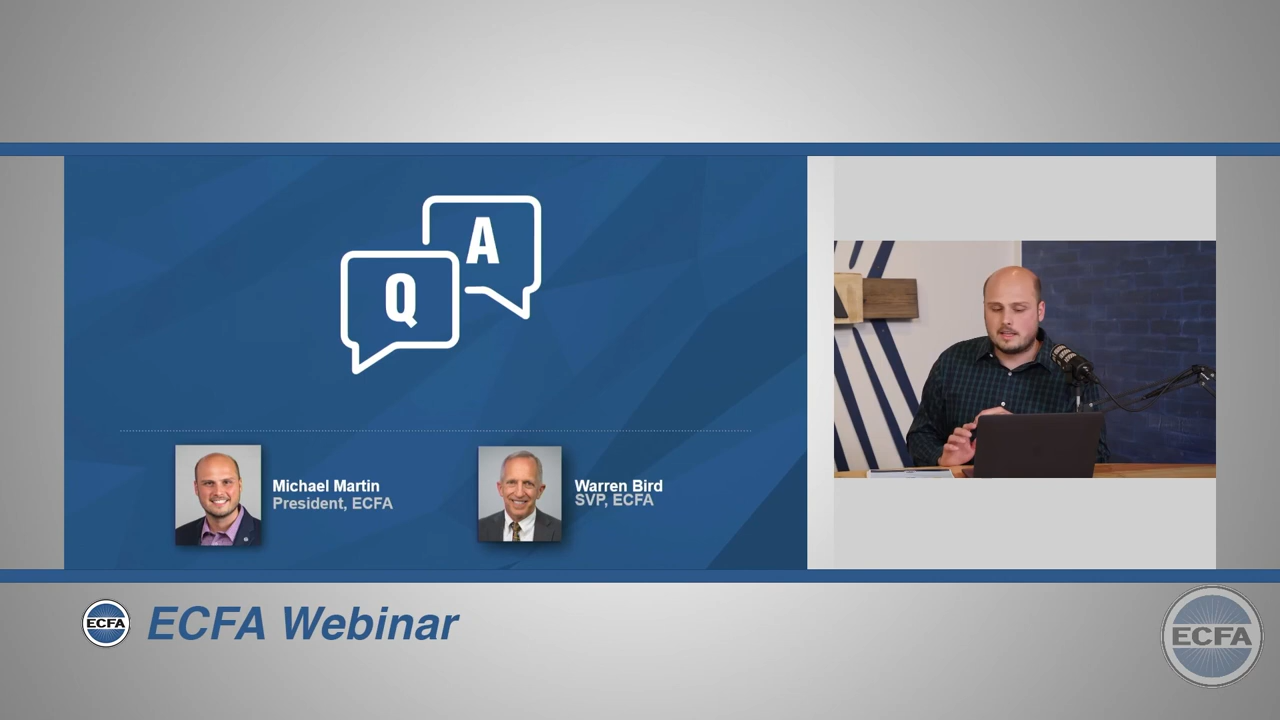 A
Q
Michael Martin
President, ECFA
Warren Bird
SVP, ECFA
ECFA
ECFA Webinar
ECFA